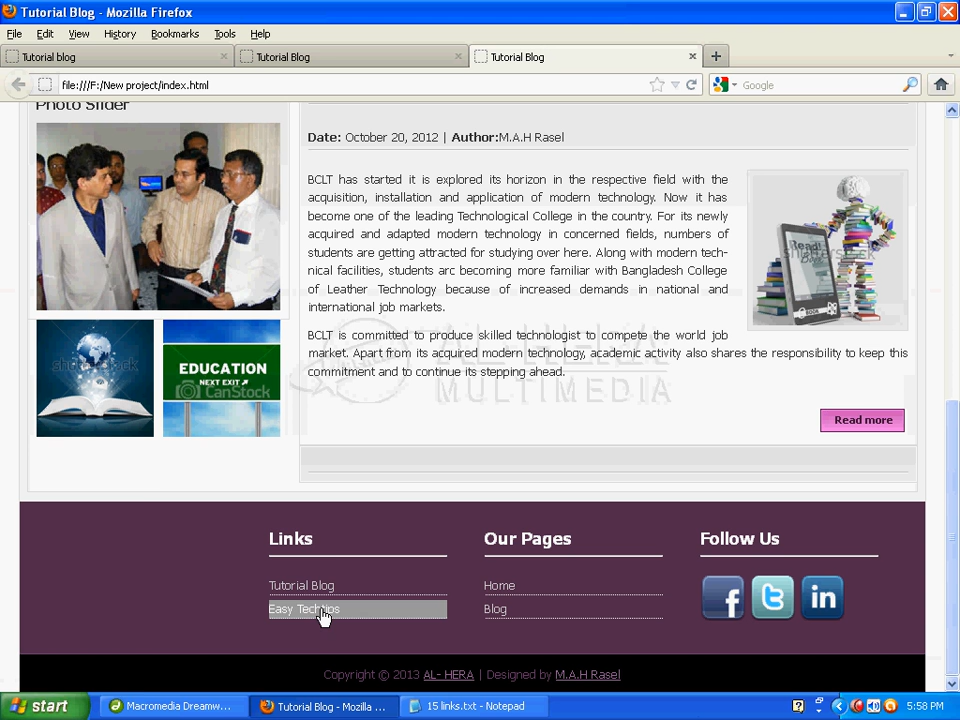 Tutorial Blog - Mozilla Firefox
File Edit View History Bookmarks Tools Help
Tutorial blog
Tutorial Blog
Tutorial Blog
file:///F:/New project/index.html
Google
Photo Slider
Date: October 20, 2012 | Author:M.A.H Rasel
BCLT has started it is explored its horizon in the respective field with the
acquisition, installation and application of modern technology. Now it has
become one of the leading Technological College in the country. For its newly
acquired and adapted modern technology in concerned fields, numbers of
students are getting attracted for studying over here. Along with modern tech-
nical facilities, students arc becoming more familiar with Bangladesh College
of Leather Technology because of increased demands in national and
international job markets.
Read!
shutterstock
BCLT is committed to produce skilled technologist to compete the world job
market. Apart from its acquired modern technology, academic activity also shares the responsibility to keep this
commitment and to continue its stepping ahead.
AL-HERA
MULTIMEDIA
shutterstock
EDUCATION
NEXT EXIT
CanStock
Read more
Links
Tutorial Blog
Easy Techtips
Our Pages
Home
Blog
Follow Us
f
t
in
Copyright © 2013 AL- HERA | Designed by M.A.H Rasel
start
Macromedia Dreamw...
Tutorial Blog - Mozilla ...
15 links.txt - Notepad
5:58 PM